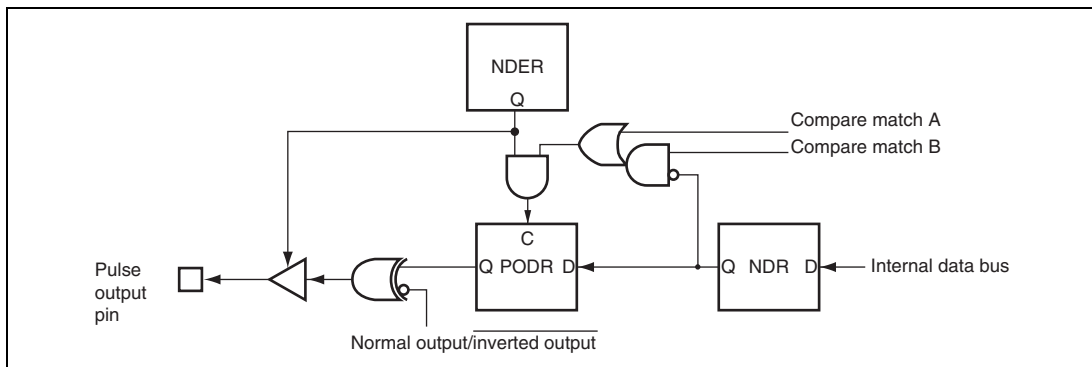 NDER
Q
Compare match A
Compare match B
C
Q PODR D
Q NDR D
Internal data bus
Pulse
output
pin
Normal output/inverted output